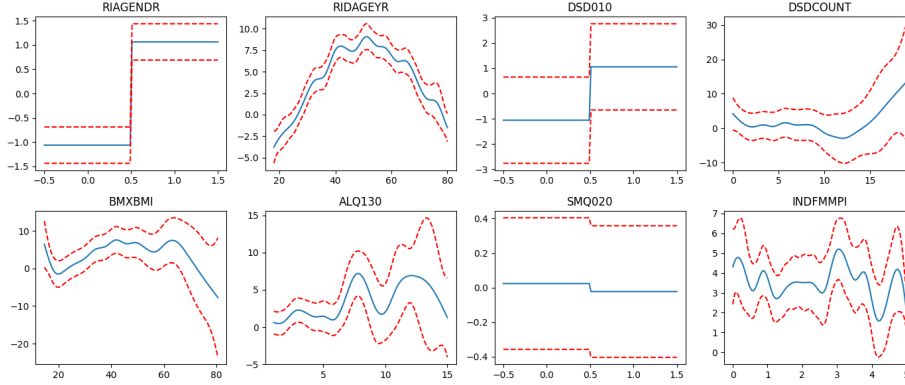 RIAGENDR RIDAGEYR DSD010 DSDCOUNT
1.5 1.0 0.5 0.0 −0.5 −1.0 −1.5
−0.5 0.0 0.5 1.0 1.5
10.0 7.5 5.0 2.5 0.0 −2.5 −5.0
20 40 60 80
3 2 1 0 −1 −2 −3
−0.5 0.0 0.5 1.0 1.5
30 20 10 0 −10
0 5 10 15
BMXBMI ALQ130 SMQ020 INDFMMPI
10 0 −10 −20
20 40 60 80
15 10 5 0 −5
5 10 15
0.4 0.2 0.0 −0.2 −0.4
−0.5 0.0 0.5 1.0 1.5
7 6 5 4 3 2 1 0
0 1 2 3 4 5